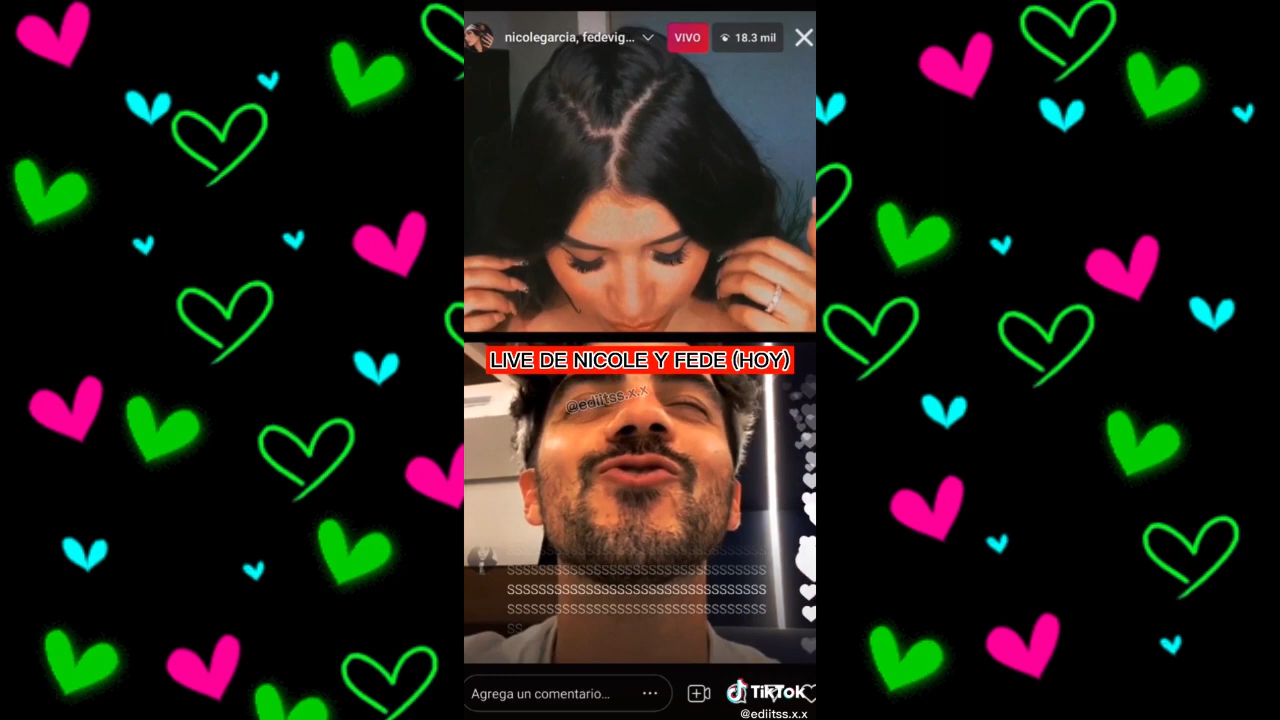 nicolegarcia, fedevig...
VIVO
18.3 mil
LIVE DE NICOLE Y FEDE (HOY)
@ediitss.x.x
SSSSSSSSSSSSSSSSSSSSSSSSSSSSSSSSS
SSSSSSSSSSSSSSSSSSSSSSSSSSSSSSSSS
SSSSSSSSSSSSSSSSSSSSSSSSSSSSSSSSS
SS
Agrega un comentario...
TikTok
@ediitss.x.x